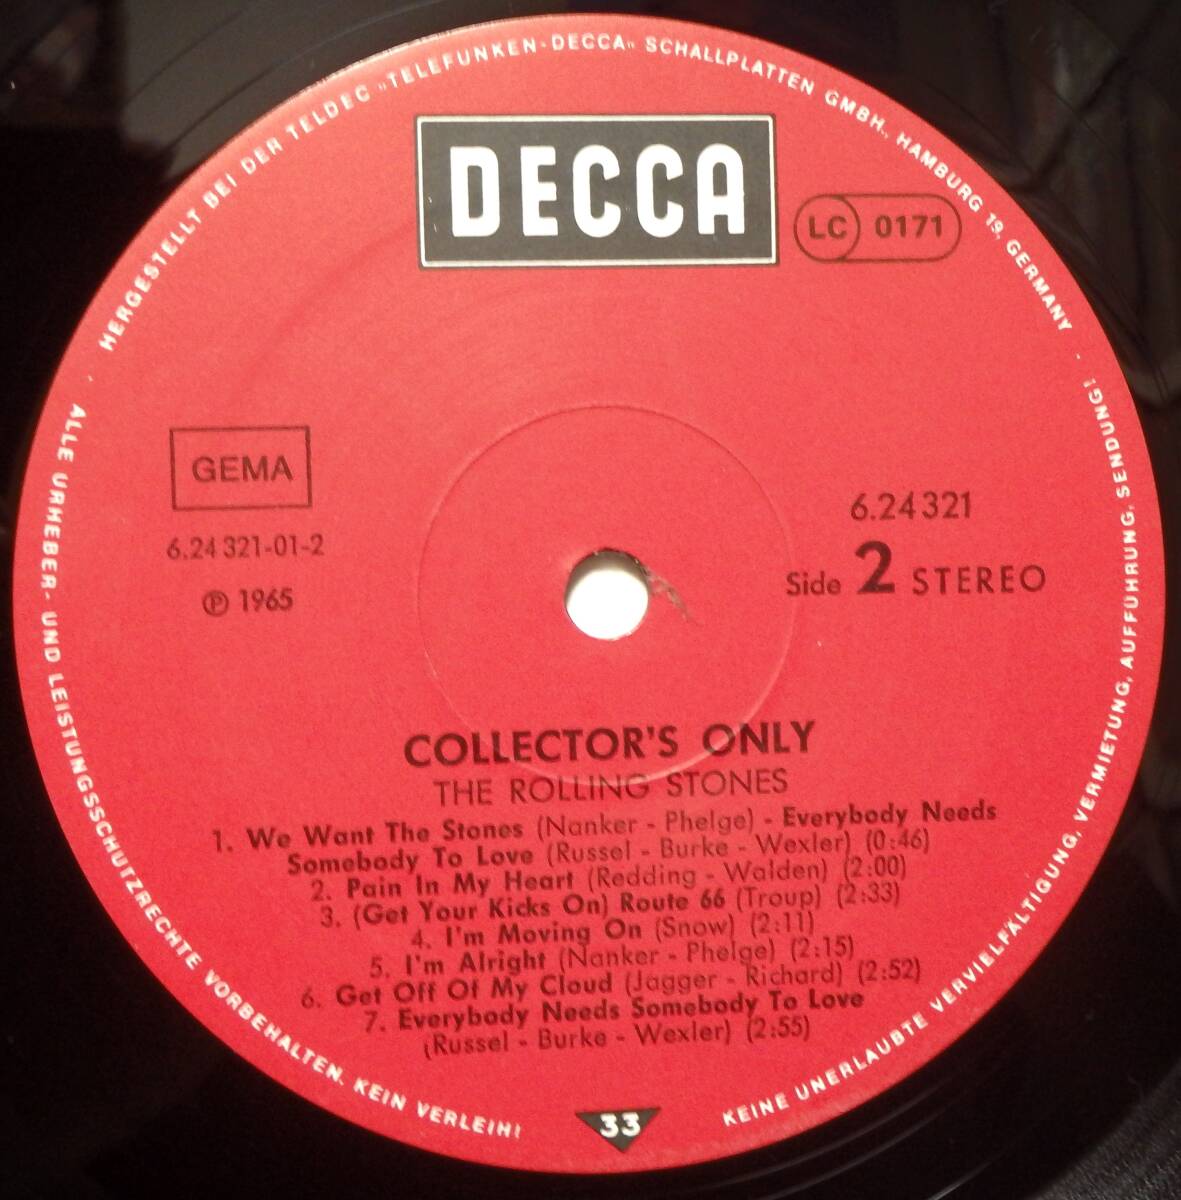 HERGESTELLT BEI DER TELDEC „TELEFUNKEN-DECCA“ SCHALLPLATTEN GMBH., HAMBURG 19, GERMANY ·
DECCA
LC 0171
GEMA
6.24 321-01-2
℗ 1965
6.24 321
Side 2 STEREO
COLLECTOR'S ONLY
THE ROLLING STONES
1. We Want The Stones (Nanker - Phelge) - Everybody Needs
Somebody To Love (Russel - Burke - Wexler) (0:46)
2. Pain In My Heart (Redding - Walden) (2:00)
3. (Get Your Kicks On) Route 66 (Troup) (2:33)
4. I'm Moving On (Snow) (2:11)
5. I'm Alright (Nanker - Phelge) (2:15)
6. Get Off Of My Cloud (Jagger - Richard) (2:52)
7. Everybody Needs Somebody To Love
(Russel - Burke - Wexler) (2:55)
· ALLE URHEBER- UND LEISTUNGSSCHUTZRECHTE VORBEHALTEN. KEIN VERLEIH!
33
KEINE UNERLAUBTE VERVIELFÄLTIGUNG, VERMIETUNG, AUFFÜHRUNG, SENDUNG!